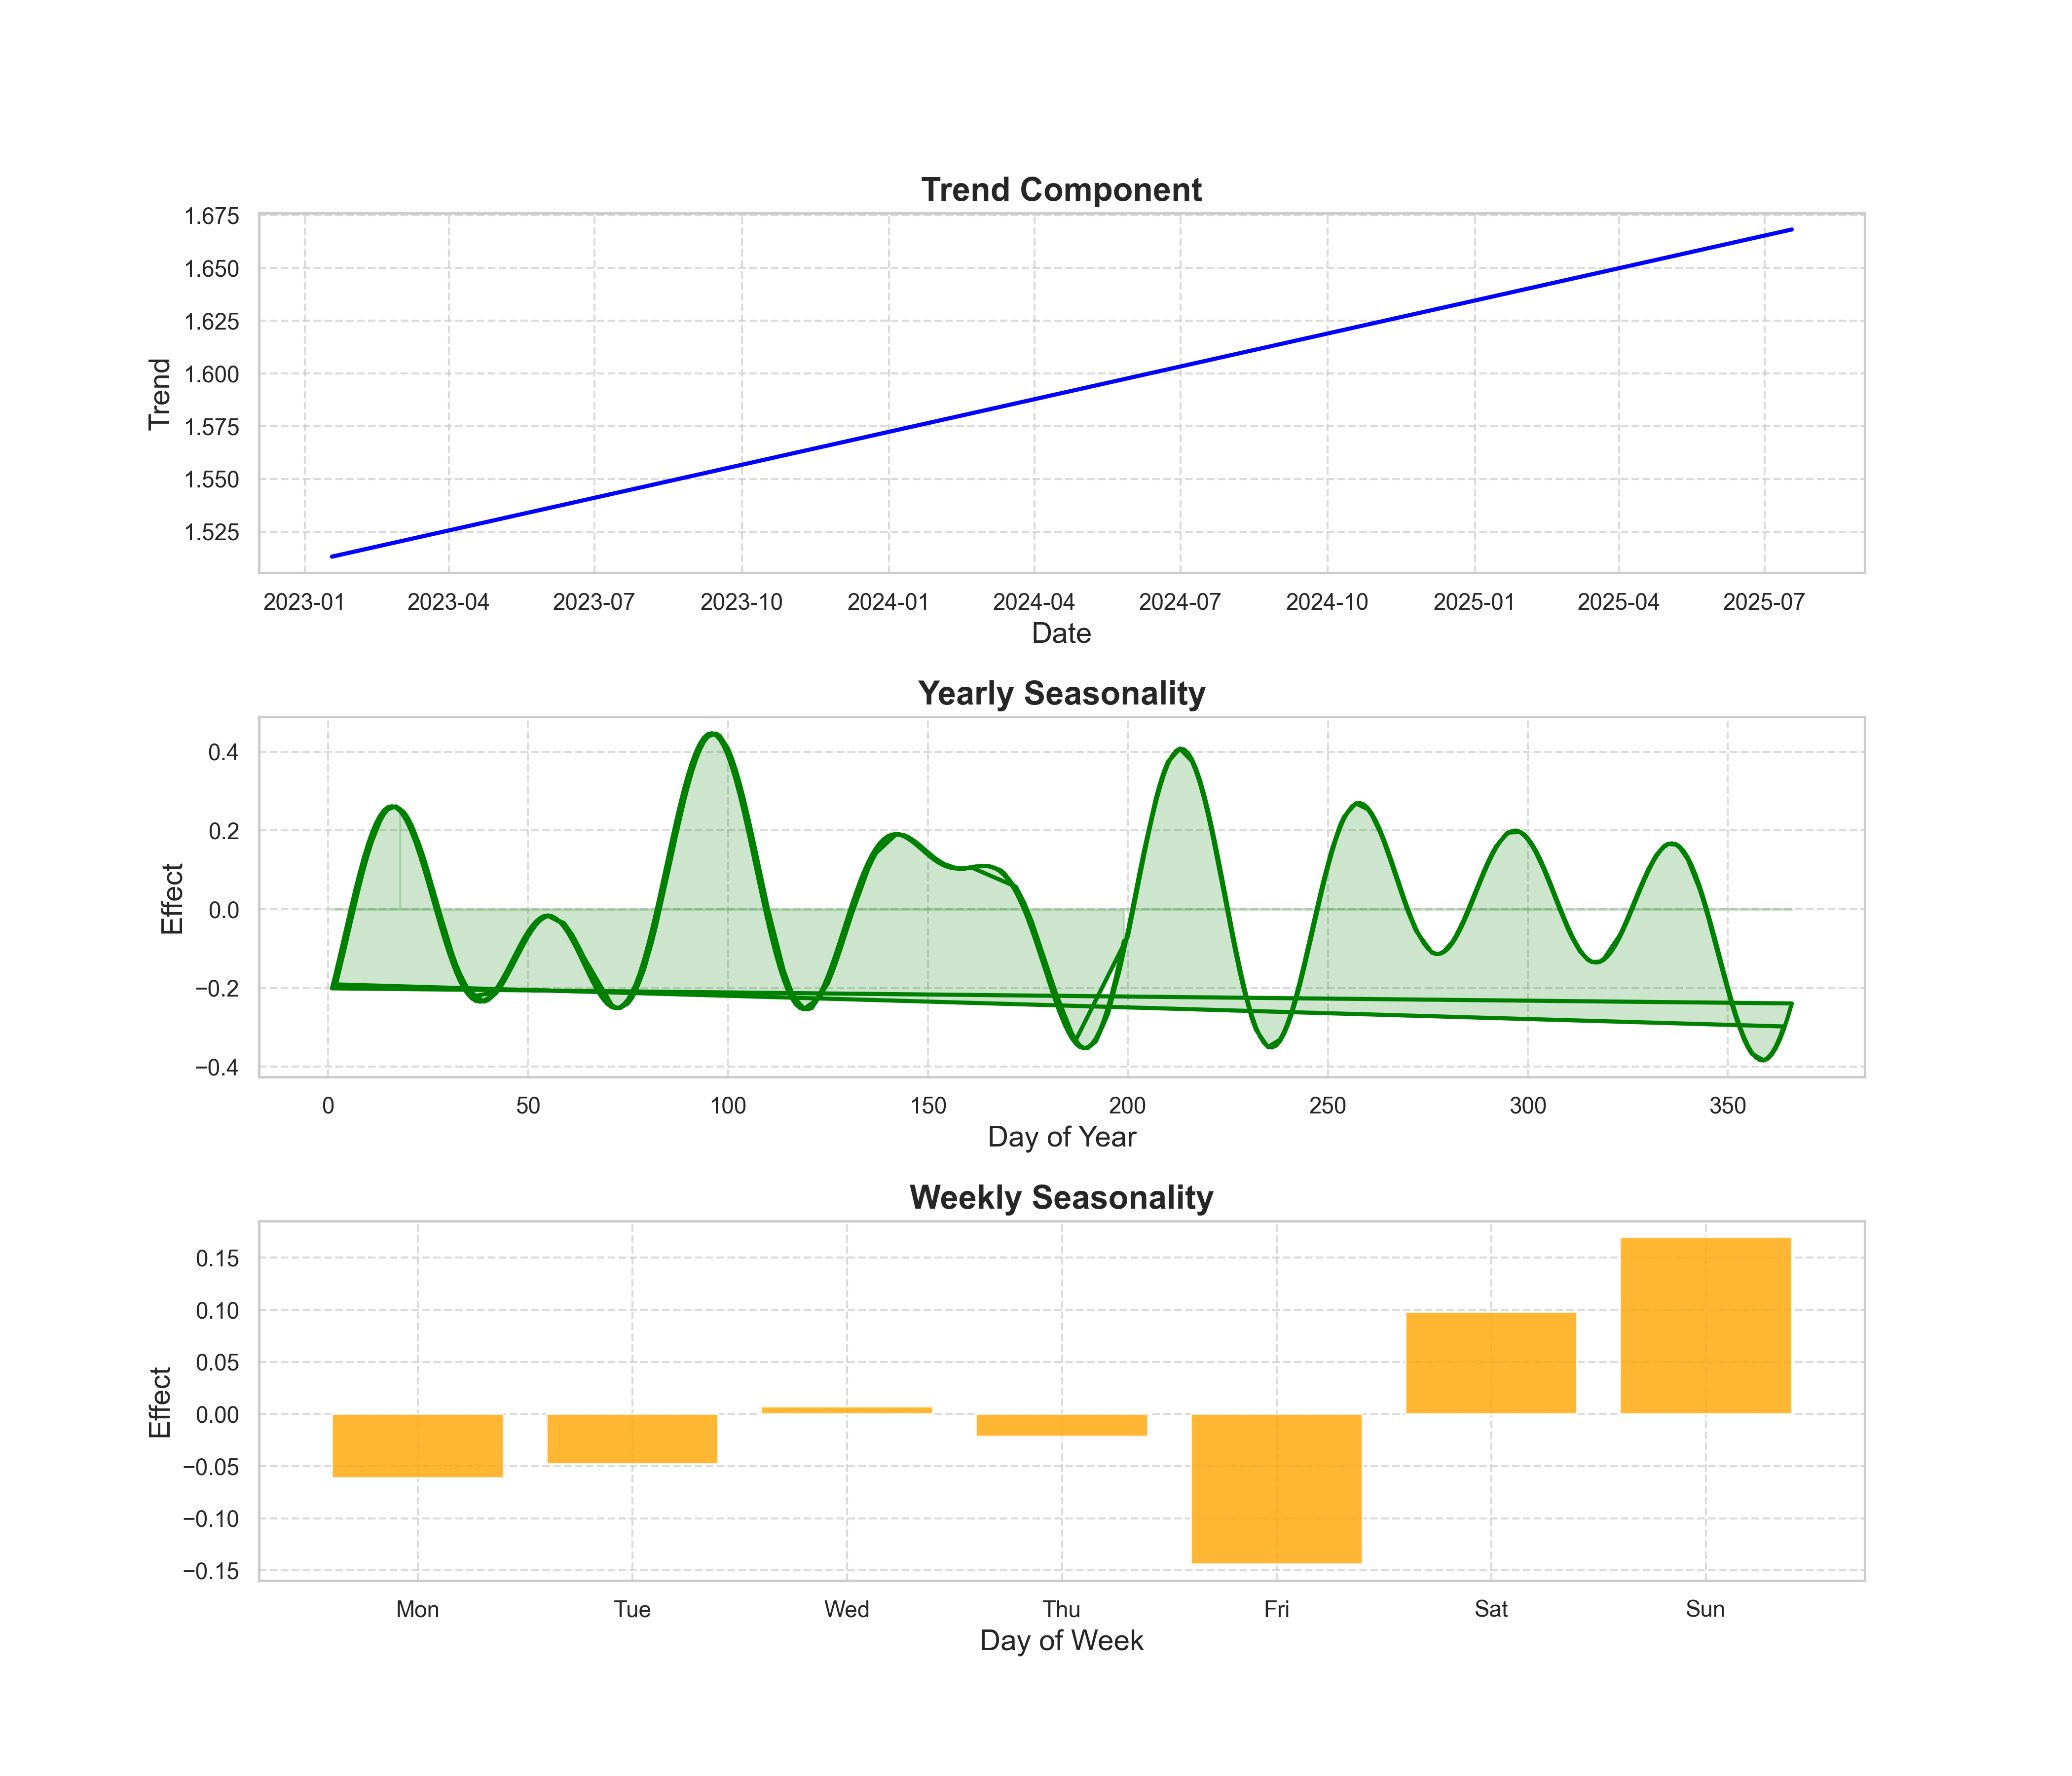 Trend Component
1.675
1.650
1.625
1.600
1.575
1.550
1.525
Trend
2023-01 2023-04 2023-07 2023-10 2024-01 2024-04 2024-07 2024-10 2025-01 2025-04 2025-07
Date
Yearly Seasonality
0.4
0.2
0.0
−0.2
−0.4
Effect
0 50 100 150 200 250 300 350
Day of Year
Weekly Seasonality
0.15
0.10
0.05
0.00
−0.05
−0.10
−0.15
Effect
Mon Tue Wed Thu Fri Sat Sun
Day of Week